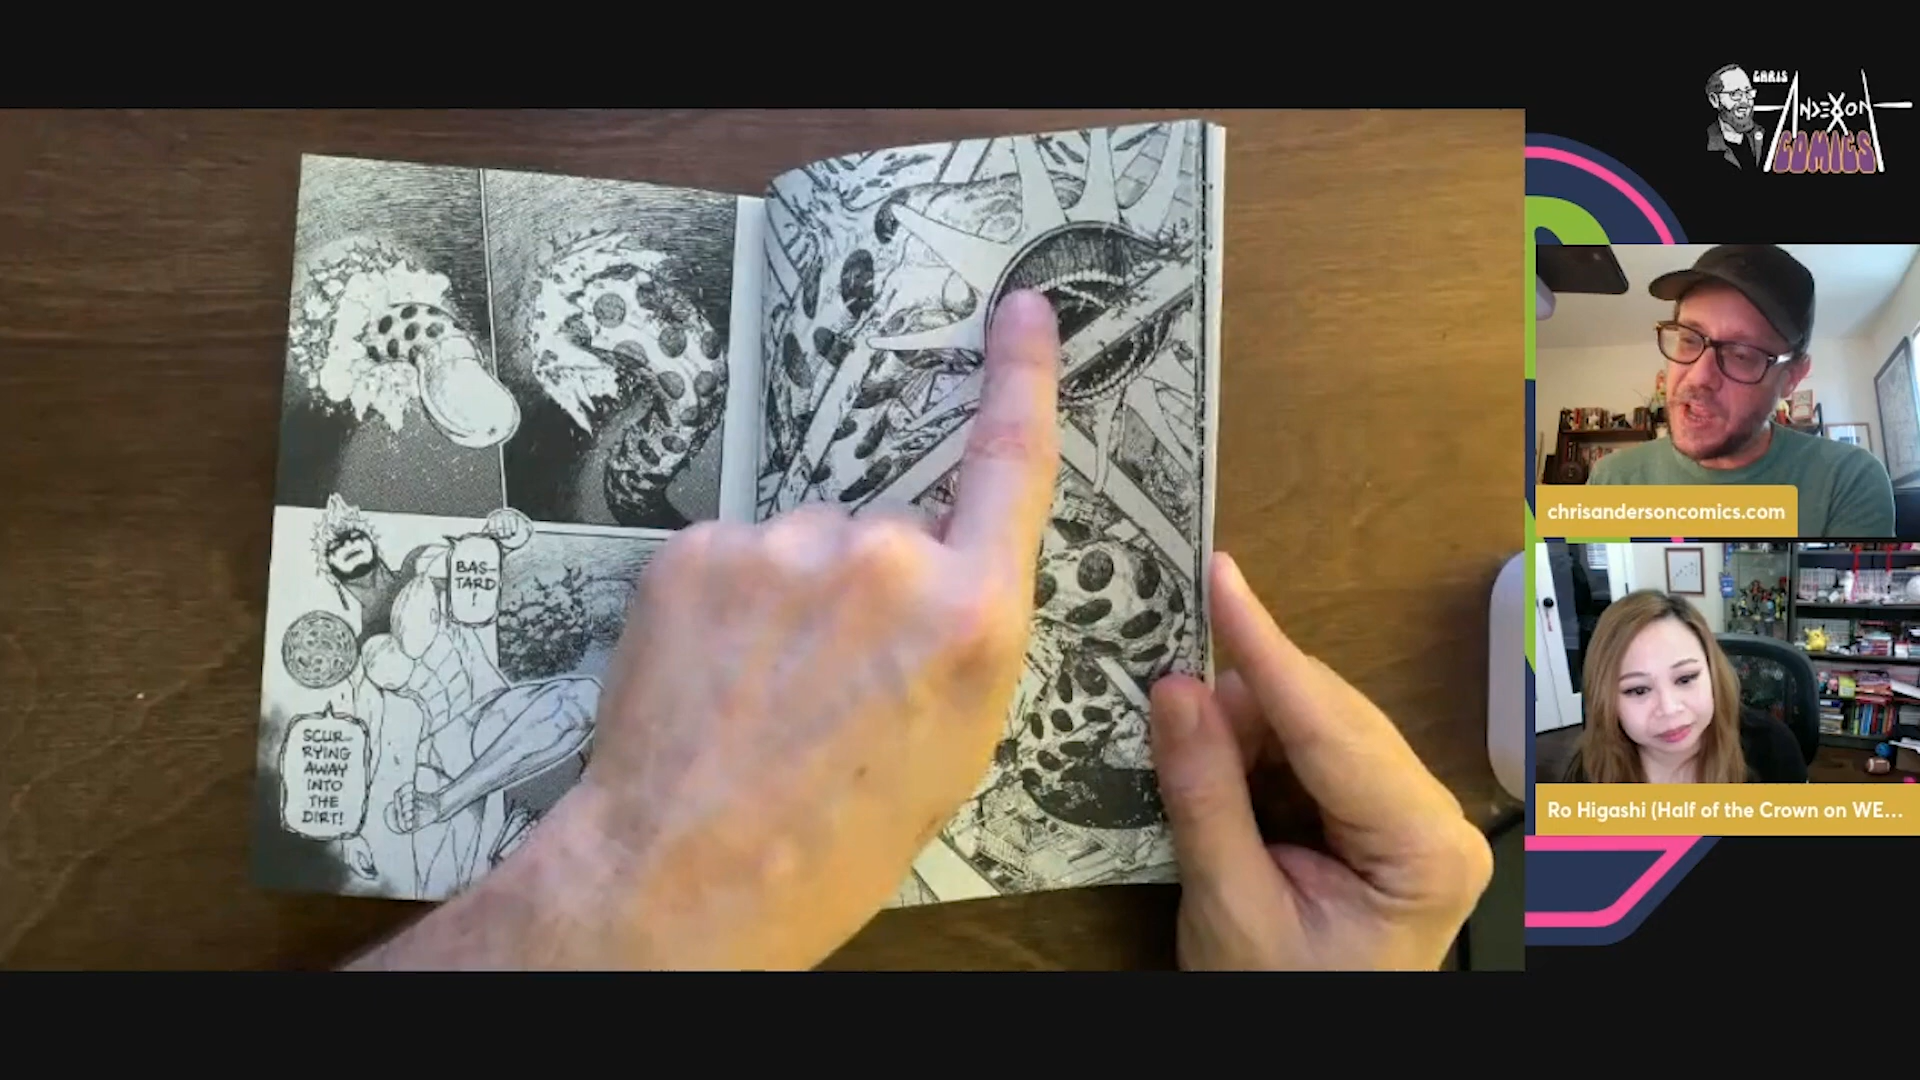 CHRIS
ANDERSON
COMICS
BAS-
TARD
!
SCUR-
RYING
AWAY
INTO
THE
DIRT!
chrisandersoncomics.com
Ro Higashi (Half of the Crown on WE...